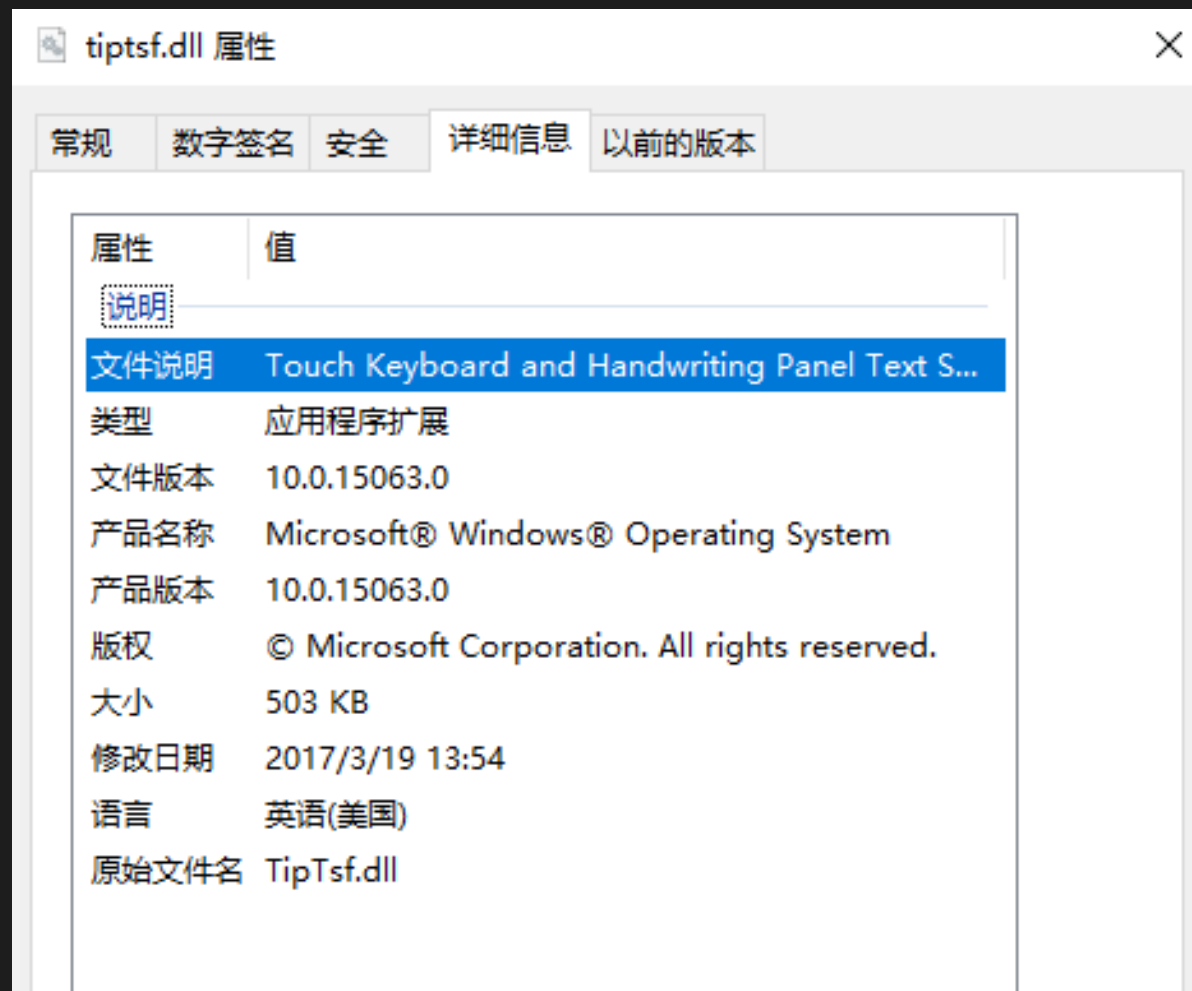 tiptsf.dll 属性
常规 数字签名 安全 详细信息 以前的版本
属性 值
说明
文件说明 Touch Keyboard and Handwriting Panel Text S...
类型 应用程序扩展
文件版本 10.0.15063.0
产品名称 Microsoft® Windows® Operating System
产品版本 10.0.15063.0
版权 © Microsoft Corporation. All rights reserved.
大小 503 KB
修改日期 2017/3/19 13:54
语言 英语(美国)
原始文件名 TipTsf.dll